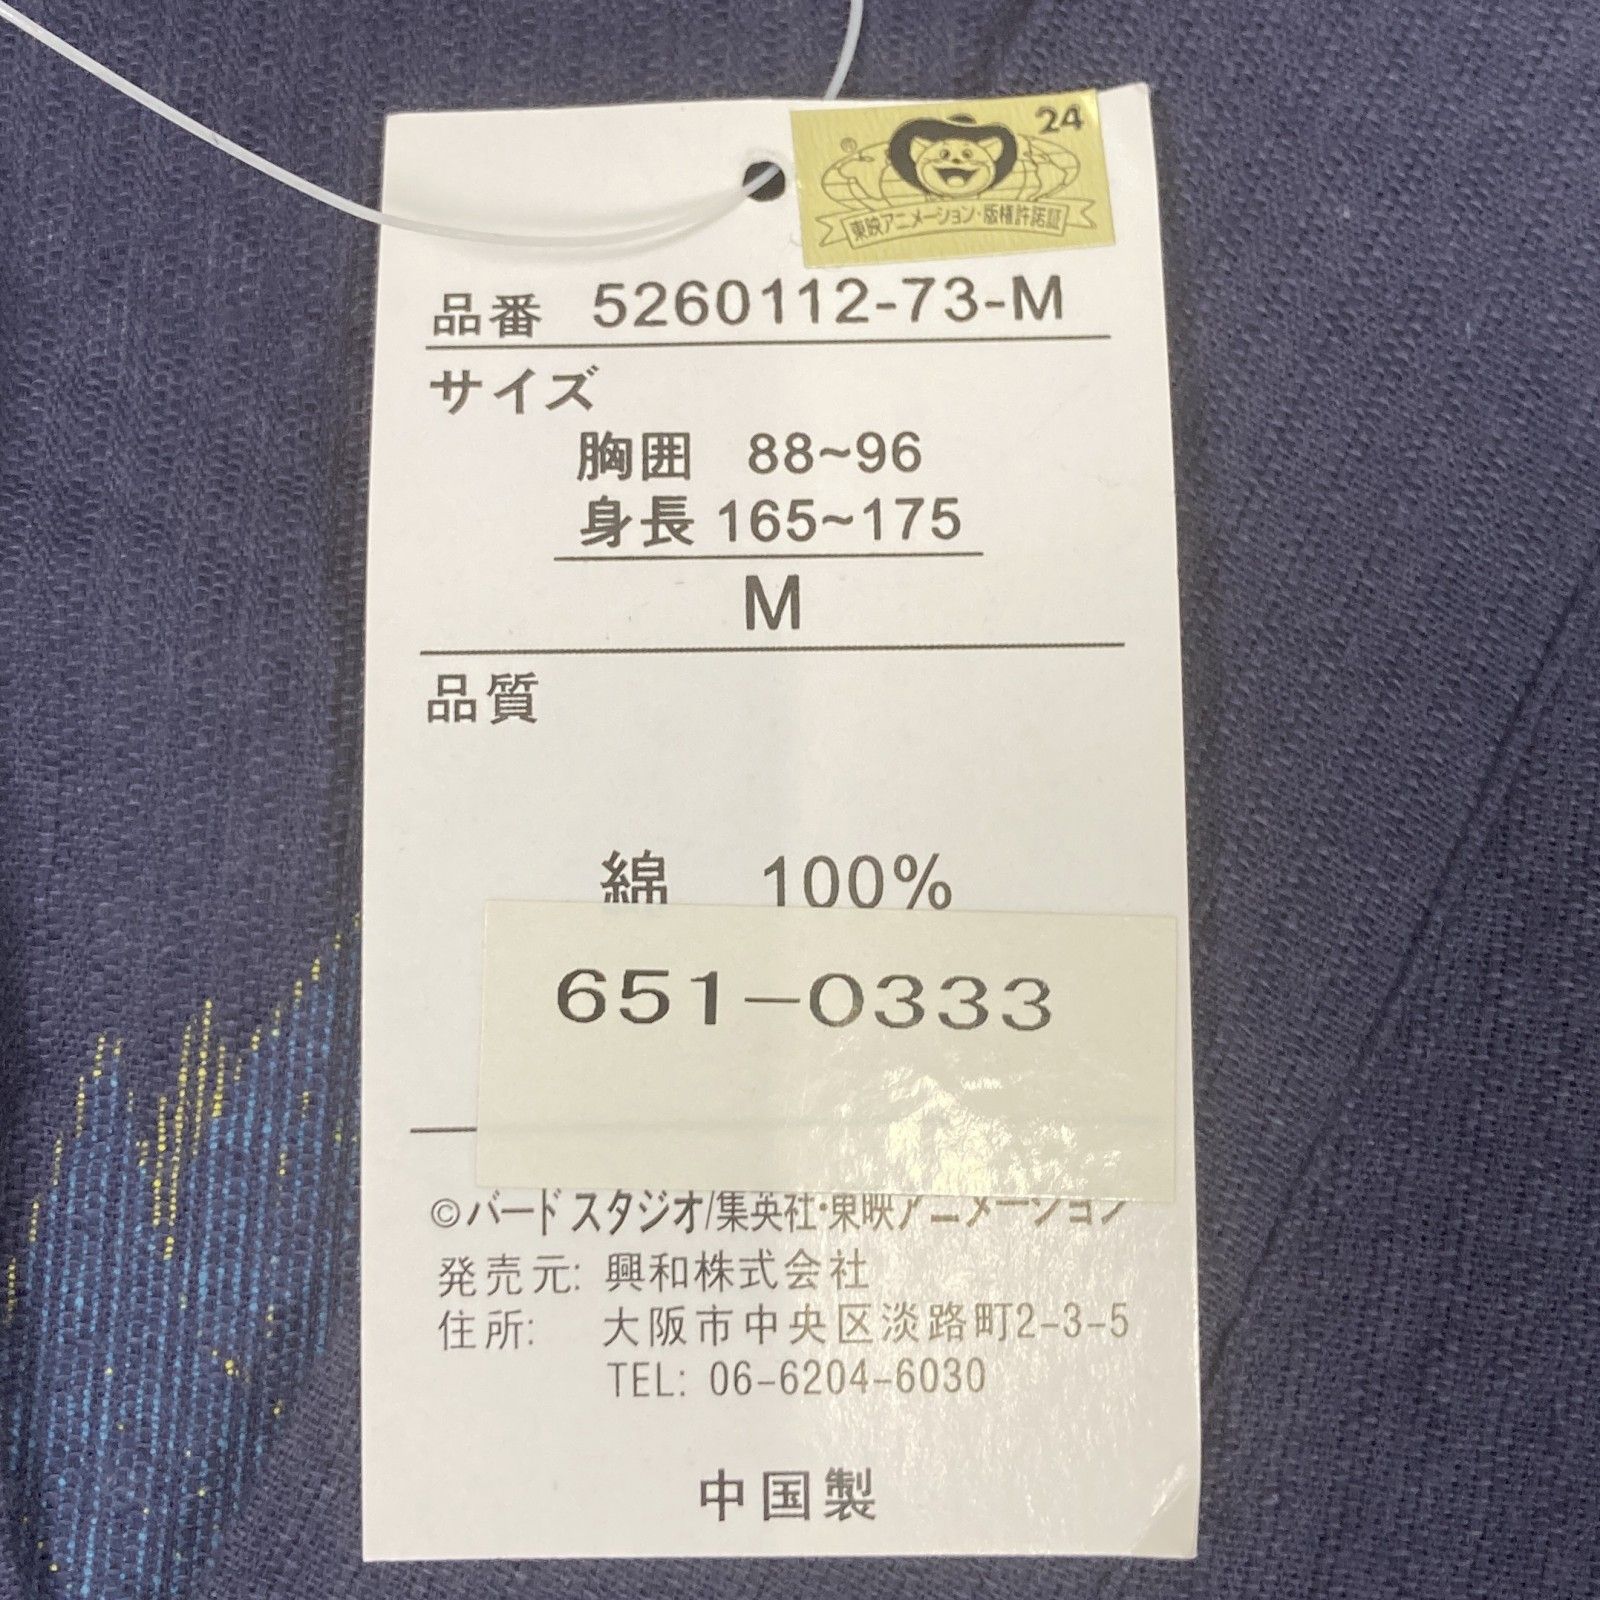 24
®
東映アニメーション・版権許諾証
品番 5260112-73-M
サイズ
胸囲 88~96
身長 165~175
M
品質
綿 100%
651-0333
©バードスタジオ/集英社・東映アニメーション
発売元: 興和株式会社
住所: 大阪市中央区淡路町2-3-5
TEL: 06-6204-6030
中国製